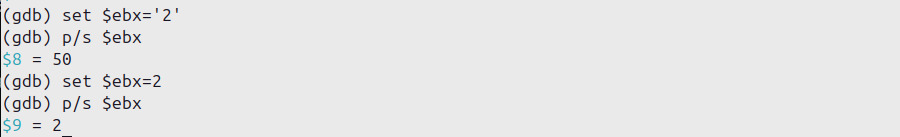 (gdb) set $ebx='2'
(gdb) p/s $ebx
$8 = 50
(gdb) set $ebx=2
(gdb) p/s $ebx
$9 = 2